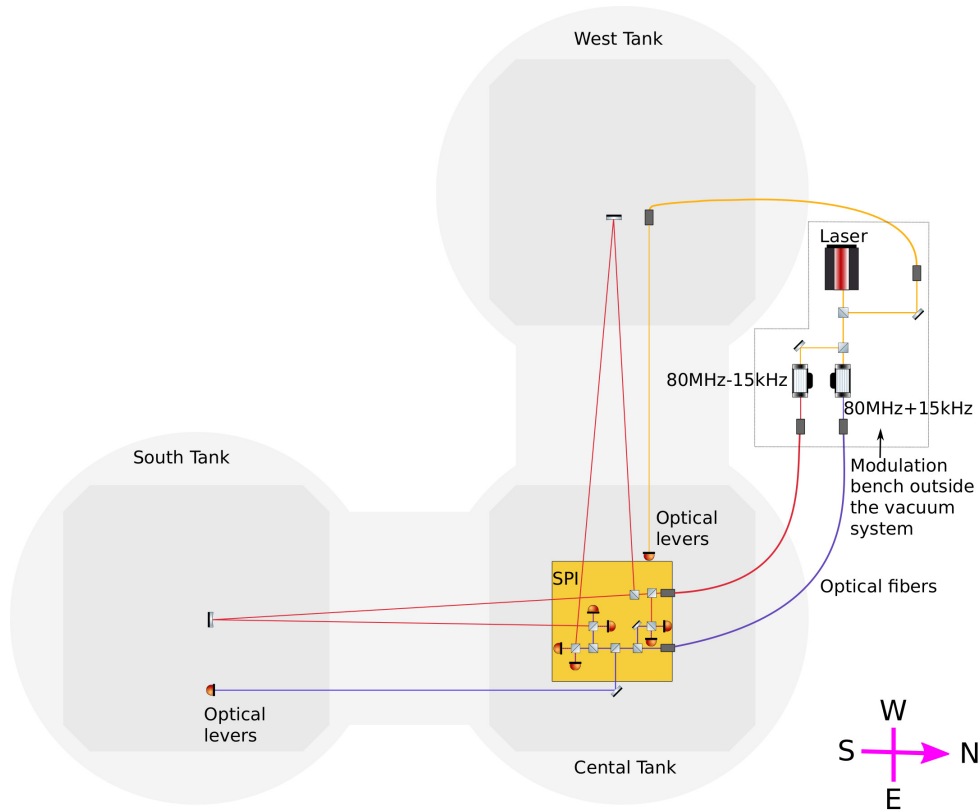 West Tank
Laser
80MHz-15kHz
80MHz+15kHz
South Tank
Modulation
bench outside
the vacuum
system
Optical
levers
SPI
Optical fibers
Optical
levers
Cental Tank
W
S
N
E